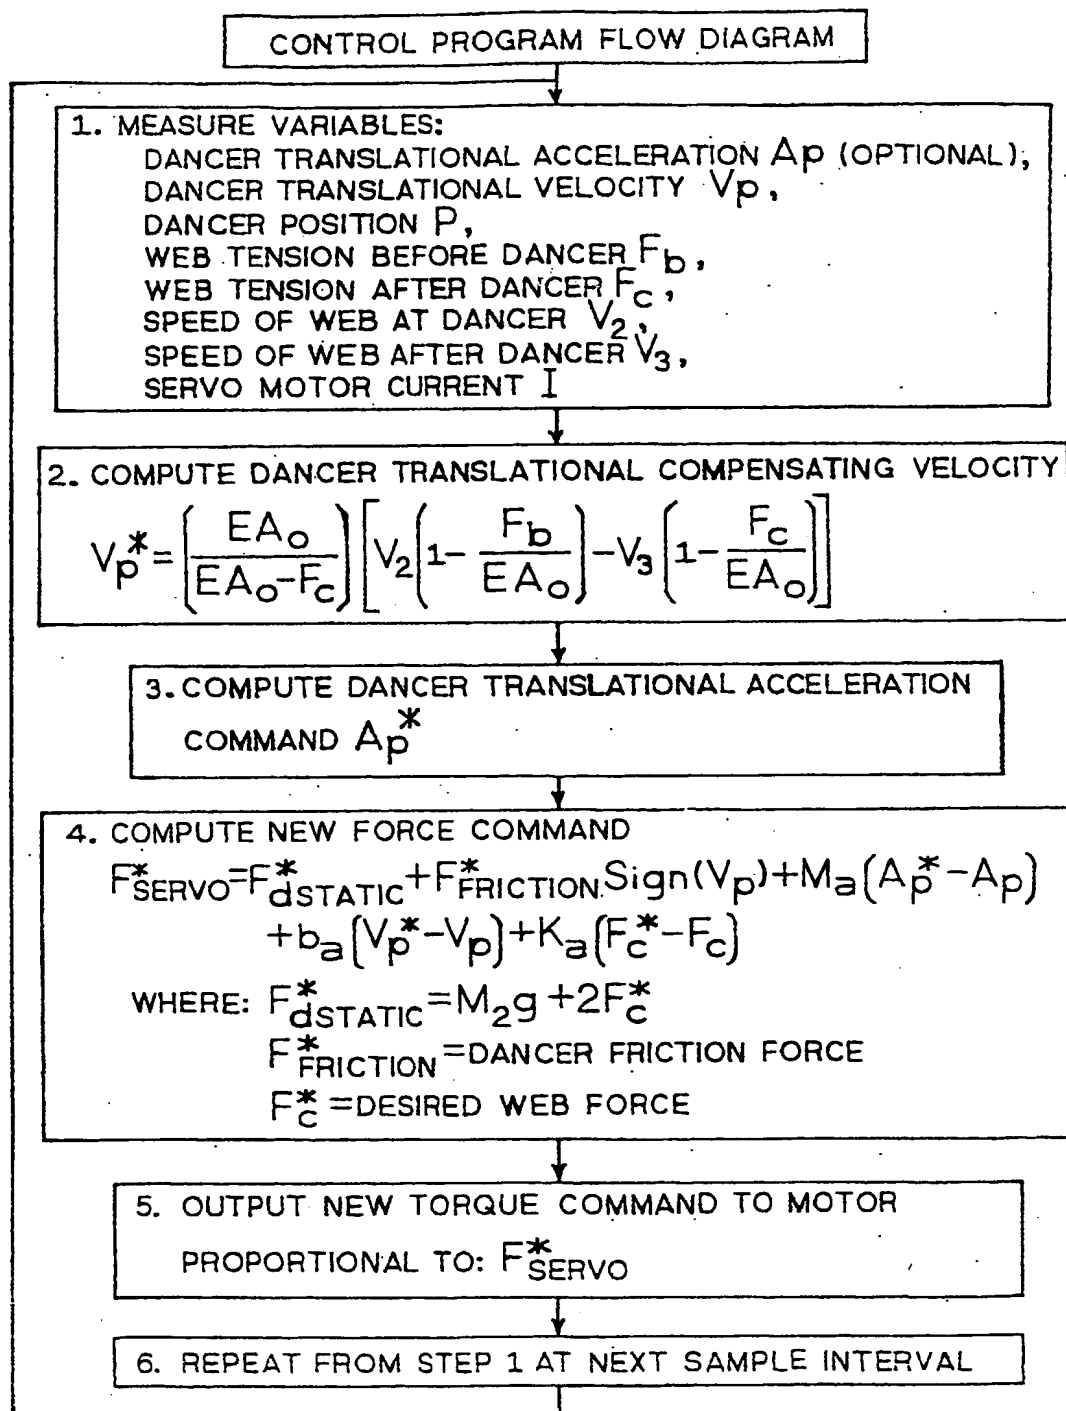 CONTROL PROGRAM FLOW DIAGRAM
1. MEASURE VARIABLES:
DANCER TRANSLATIONAL ACCELERATION Ap (OPTIONAL),
DANCER TRANSLATIONAL VELOCITY Vp,
DANCER POSITION P,
WEB TENSION BEFORE DANCER Fb,
WEB TENSION AFTER DANCER Fc,
SPEED OF WEB AT DANCER V2,
SPEED OF WEB AFTER DANCER V3,
SERVO MOTOR CURRENT I
2. COMPUTE DANCER TRANSLATIONAL COMPENSATING VELOCITY
Vp* = (EAo / (EAo-Fc)) [V2(1 - Fb/EAo) - V3(1 - Fc/EAo)]
3. COMPUTE DANCER TRANSLATIONAL ACCELERATION
COMMAND Ap*
4. COMPUTE NEW FORCE COMMAND
F*SERVO=F*dSTATIC+F*FRICTION.Sign(Vp)+Ma(Ap*-Ap)
+ba(Vp*-Vp)+Ka(Fc*-Fc)
WHERE: F*dSTATIC=M2g+2Fc*
F*FRICTION=DANCER FRICTION FORCE
Fc*=DESIRED WEB FORCE
5. OUTPUT NEW TORQUE COMMAND TO MOTOR
PROPORTIONAL TO: F*SERVO
6. REPEAT FROM STEP 1 AT NEXT SAMPLE INTERVAL